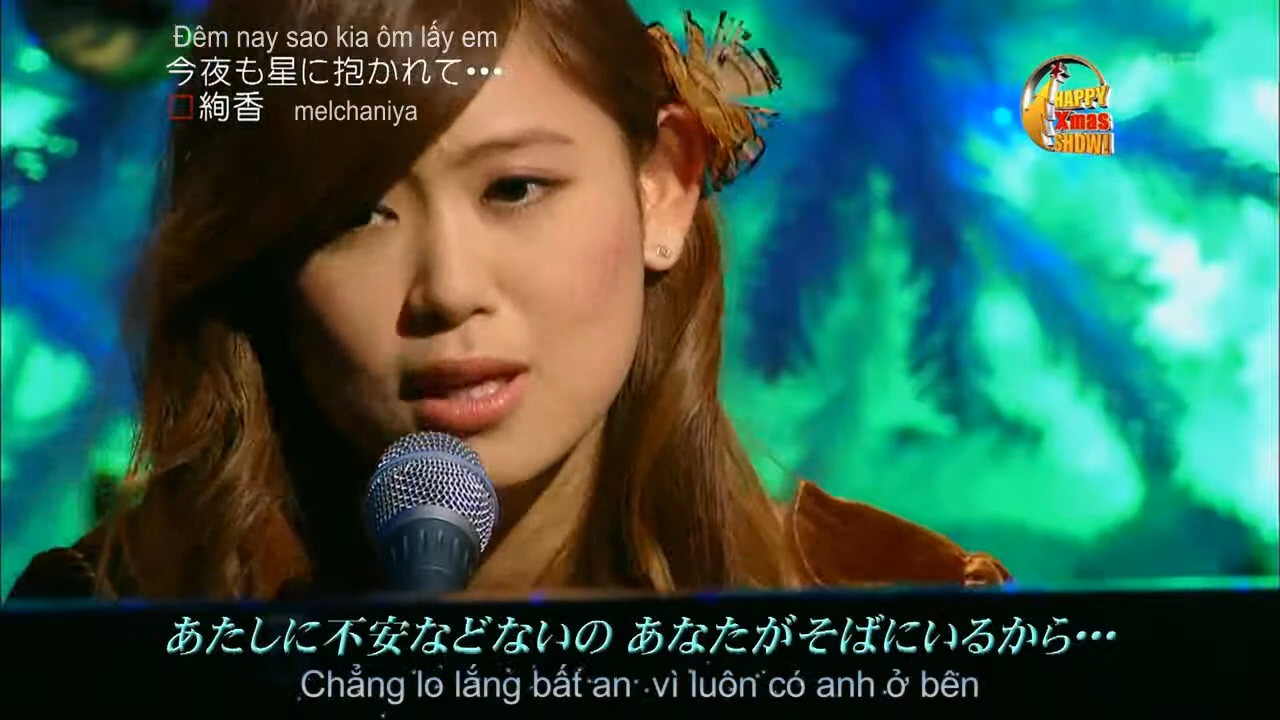 Đêm nay sao kia ôm lấy em
今夜も星に抱かれて…
絢香 melchaniya
HAPPY
Xmas
SHOW!
あたしに不安などないの あなたがそばにいるから…
Chẳng lo lắng bất an vì luôn có anh ở bên